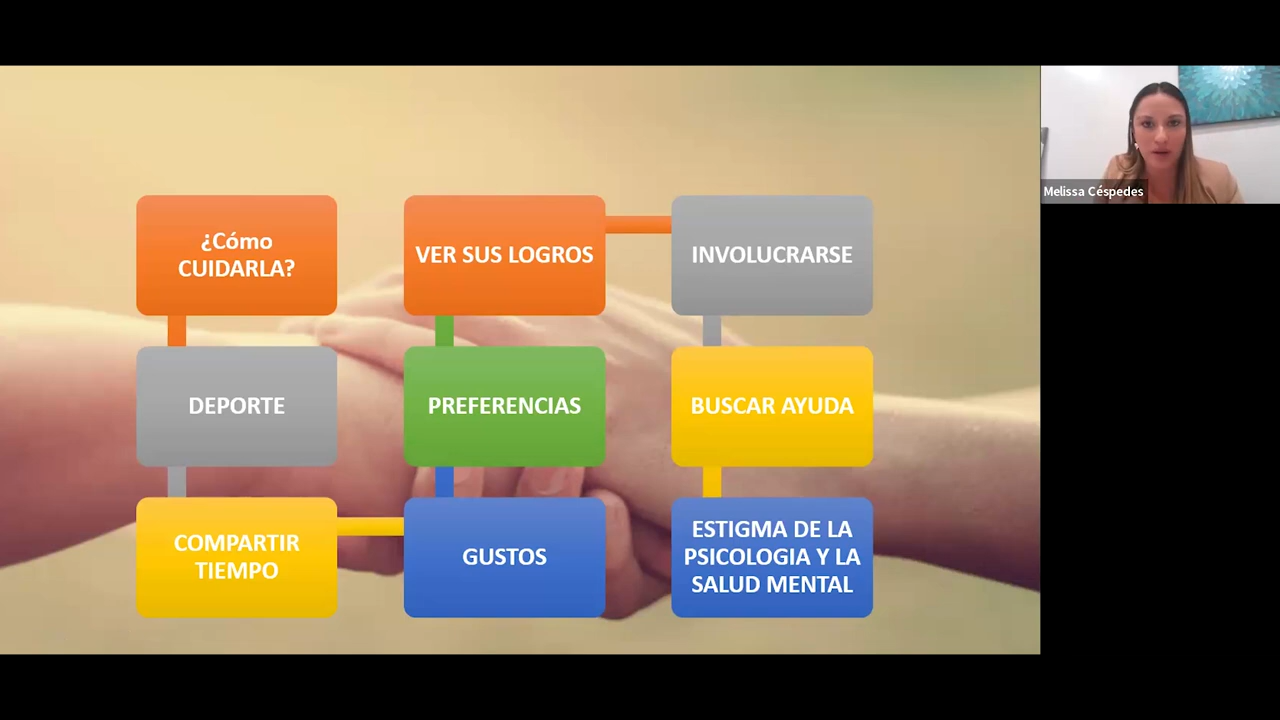 ¿Cómo
CUIDARLA?
DEPORTE
COMPARTIR
TIEMPO
GUSTOS
PREFERENCIAS
VER SUS LOGROS
INVOLUCRARSE
BUSCAR AYUDA
ESTIGMA DE LA
PSICOLOGIA Y LA
SALUD MENTAL
Melissa Céspedes